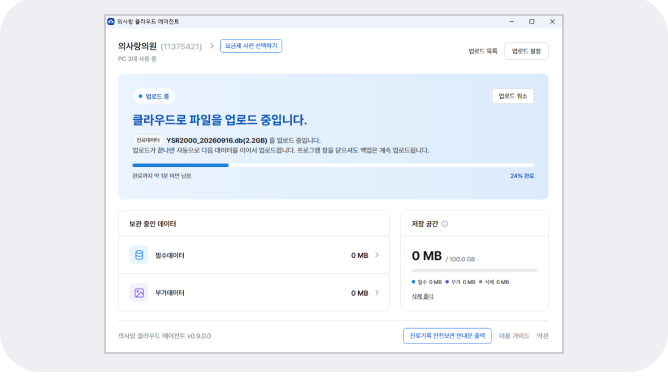 의사랑 클라우드 에이전트
의사랑의원 (11375421) > 요금제 사전 선택하기
PC 3대 사용 중
업로드 목록
업로드 설정
업로드 중
업로드 취소
클라우드로 파일을 업로드 중입니다.
진료데이터 YSR2000_20260916.db(2.2GB) 를 업로드 중입니다.
업로드가 끝나면 자동으로 다음 데이터를 이어서 업로드합니다. 프로그램 창을 닫으셔도 백업은 계속 업로드됩니다.
완료까지 약 1분 미만 남음
24% 완료
보관 중인 데이터
필수데이터 0 MB
부가데이터 0 MB
저장 공간
0 MB / 100.0 GB
필수 0 MB 부가 0 MB 삭제 0 MB
의사랑 클라우드 에이전트 v0.9.0.0
진료기록 안전보관 안내문 출력
이용 가이드
약관